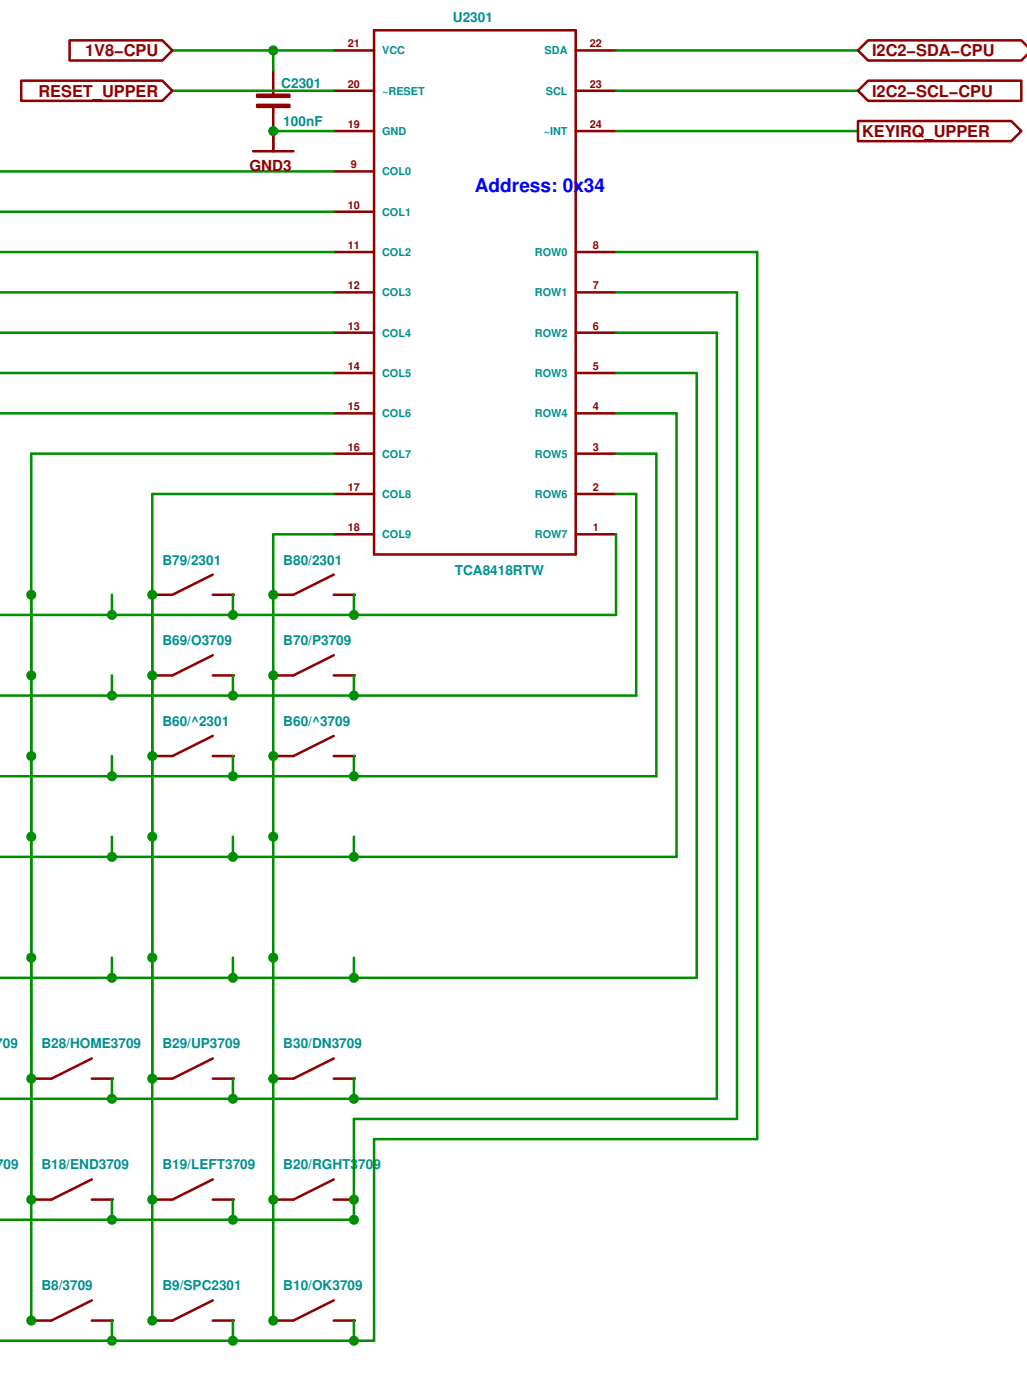 U2301
1V8-CPU
21
VCC
SDA
22
I2C2-SDA-CPU
RESET_UPPER
C2301
20
~RESET
SCL
23
I2C2-SCL-CPU
100nF
19
GND
~INT
24
KEYIRQ_UPPER
GND3
9
COL0
Address: 0x34
10
COL1
11
COL2
ROW0
8
12
COL3
ROW1
7
13
COL4
ROW2
6
14
COL5
ROW3
5
15
COL6
ROW4
4
16
COL7
ROW5
3
17
COL8
ROW6
2
18
COL9
ROW7
1
B79/2301
B80/2301
TCA8418RTW
B69/O3709
B70/P3709
B60/^2301
B60/^3709
709
B28/HOME3709
B29/UP3709
B30/DN3709
709
B18/END3709
B19/LEFT3709
B20/RGHT3709
B8/3709
B9/SPC2301
B10/OK3709